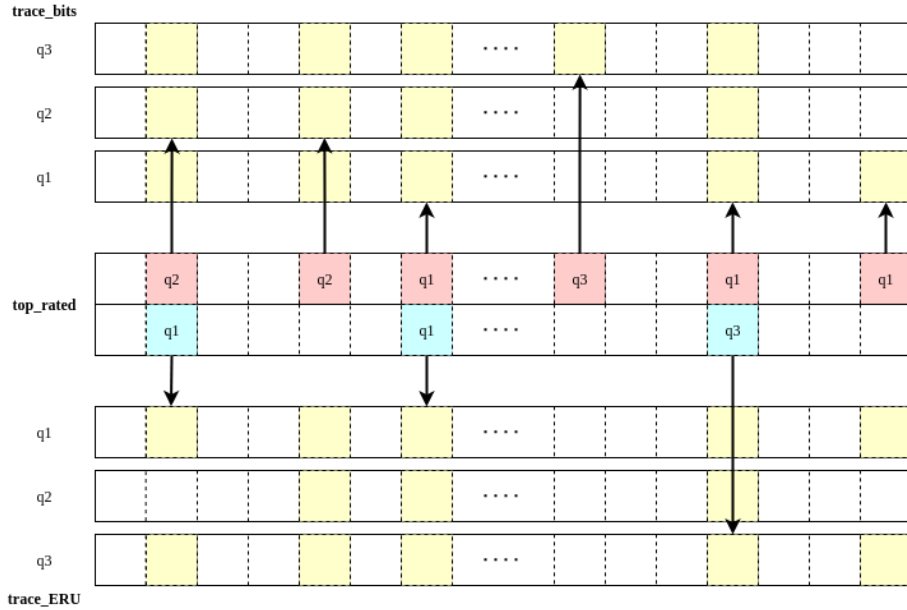 trace_bits
q3 ····
q2 ····
q1 ····
q2 q2 q1 ···· q3 q1 q1
top_rated
q1 q1 ···· q3
q1 ····
q2 ····
q3 ····
trace_ERU